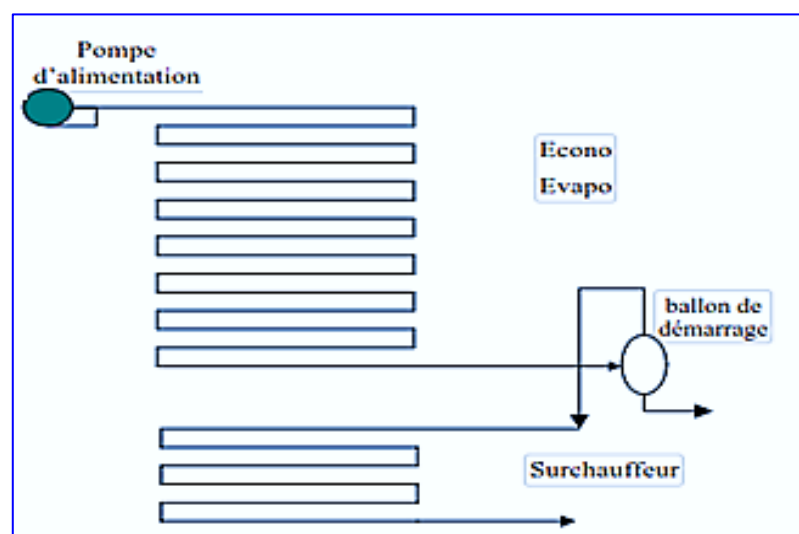 Pompe
d'alimentation
Econo
Evapo
ballon de
démarrage
Surchauffeur